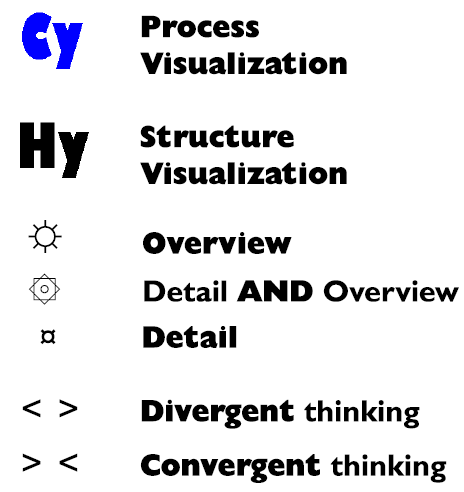 Cy Process
Visualization
Hy Structure
Visualization
☼ Overview
۞ Detail AND Overview
¤ Detail
< > Divergent thinking
> < Convergent thinking